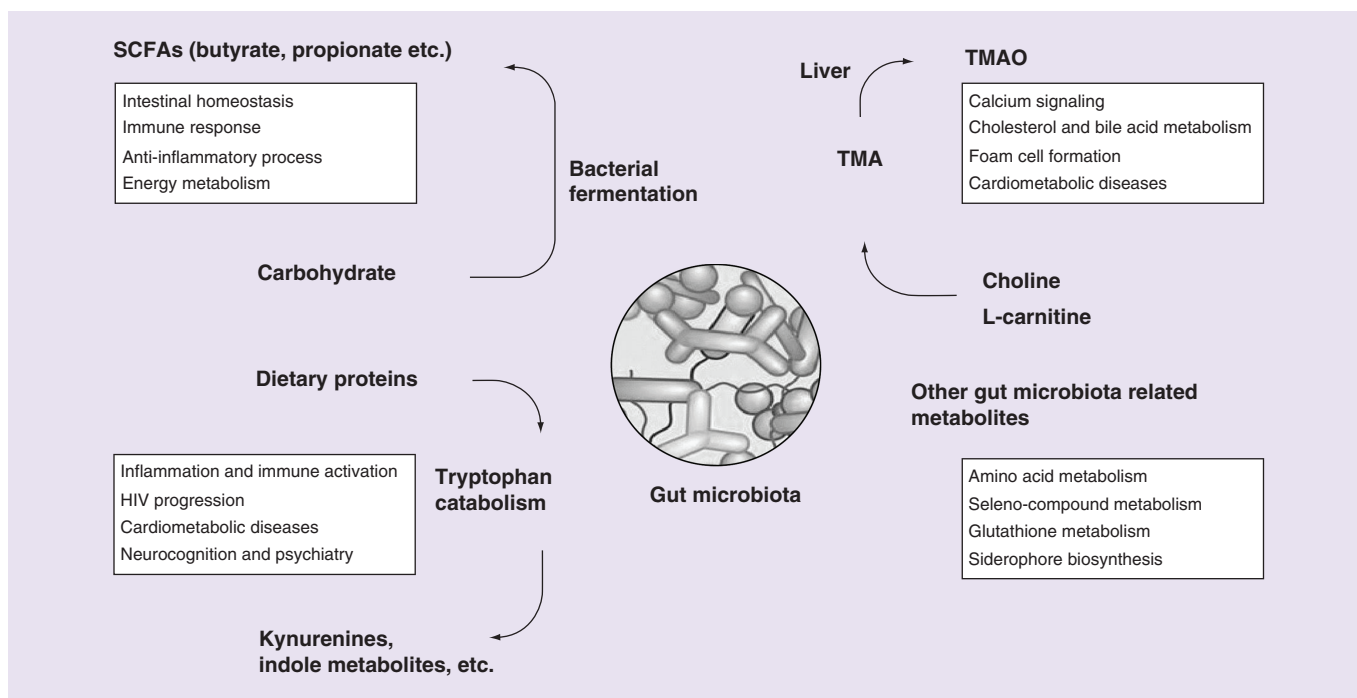 SCFAs (butyrate, propionate etc.)
Intestinal homeostasis
Immune response
Anti-inflammatory process
Energy metabolism
Bacterial
fermentation
Carbohydrate
Liver
TMAO
Calcium signaling
Cholesterol and bile acid metabolism
Foam cell formation
Cardiometabolic diseases
TMA
Choline
L-carnitine
Dietary proteins
Inflammation and immune activation
HIV progression
Cardiometabolic diseases
Neurocognition and psychiatry
Tryptophan
catabolism
Kynurenines,
indole metabolites, etc.
Gut microbiota
Other gut microbiota related
metabolites
Amino acid metabolism
Seleno-compound metabolism
Glutathione metabolism
Siderophore biosynthesis